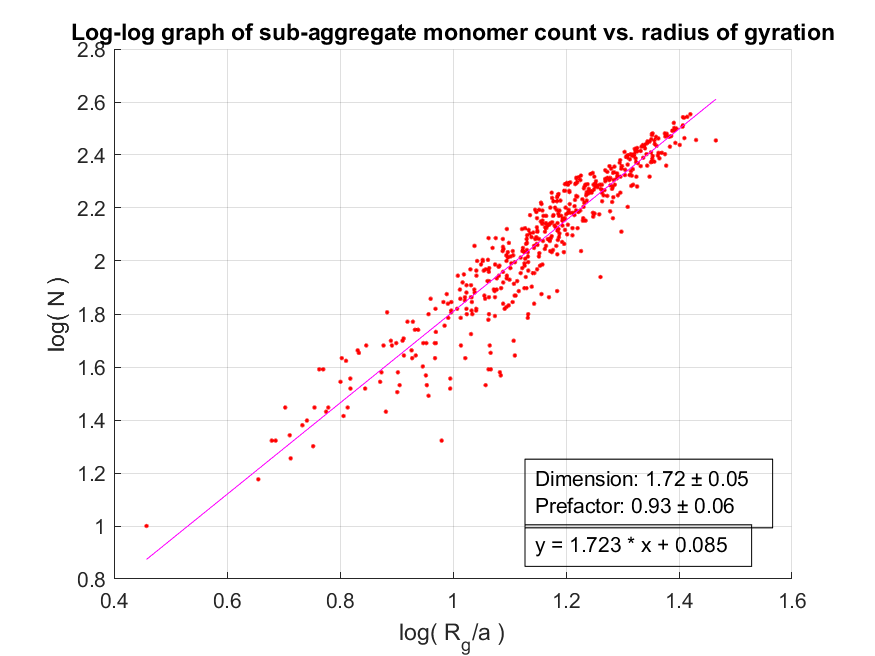 Log-log graph of sub-aggregate monomer count vs. radius of gyration
2.8
2.6
2.4
2.2
2
1.8
1.6
1.4
1.2
1
0.8
log( N )
Dimension: 1.72 ± 0.05
Prefactor: 0.93 ± 0.06
y = 1.723 * x + 0.085
0.4 0.6 0.8 1 1.2 1.4 1.6
log( R_g/a )